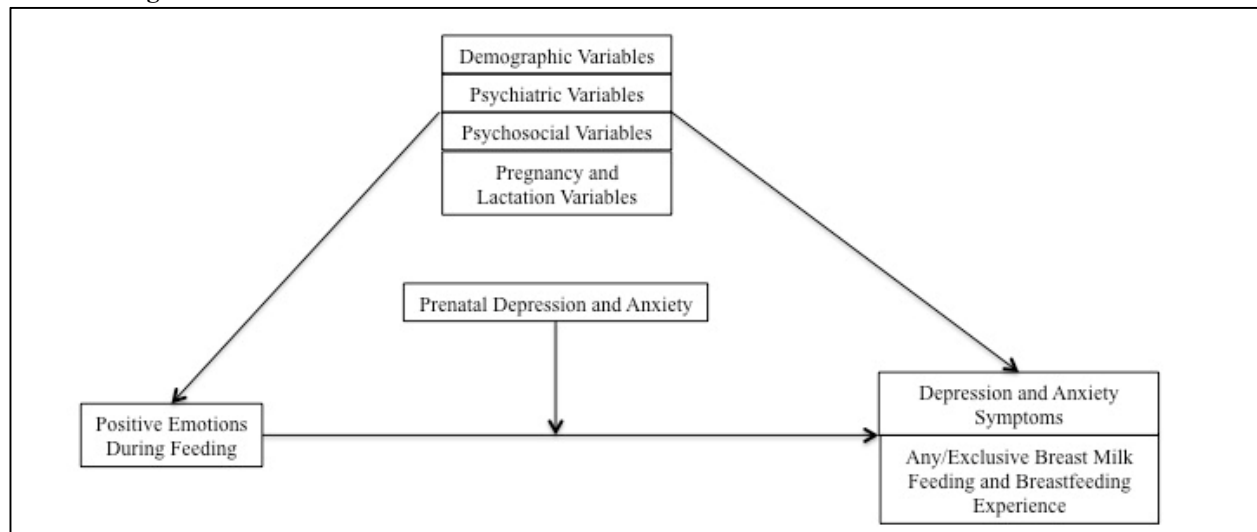 Demographic Variables
Psychiatric Variables
Psychosocial Variables
Pregnancy and
Lactation Variables
Prenatal Depression and Anxiety
Positive Emotions
During Feeding
Depression and Anxiety
Symptoms
Any/Exclusive Breast Milk
Feeding and Breastfeeding
Experience